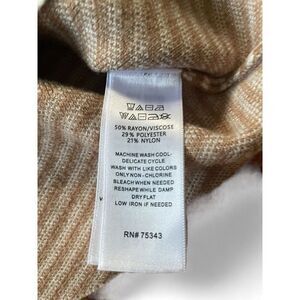 50% RAYON/VISCOSE
29% POLYESTER
21% NYLON
MACHINE WASH COOL-
DELICATE CYCLE
WASH WITH LIKE COLORS
ONLY NON-CHLORINE
BLEACH WHEN NEEDED
RESHAPE WHILE DAMP
DRY FLAT
LOW IRON IF NEEDED
RN# 75343